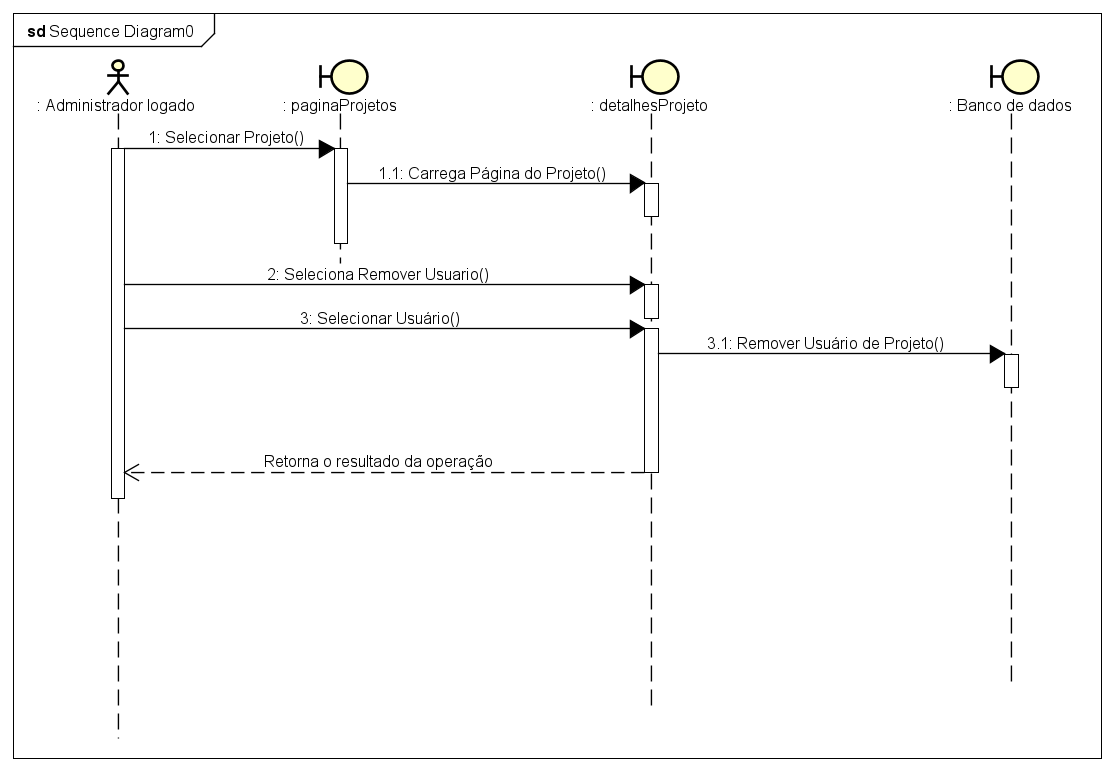 sd Sequence Diagram0
: Administrador logado
: paginaProjetos
: detalhesProjeto
: Banco de dados
1: Selecionar Projeto()
1.1: Carrega Página do Projeto()
2: Seleciona Remover Usuario()
3: Selecionar Usuário()
3.1: Remover Usuário de Projeto()
Retorna o resultado da operação